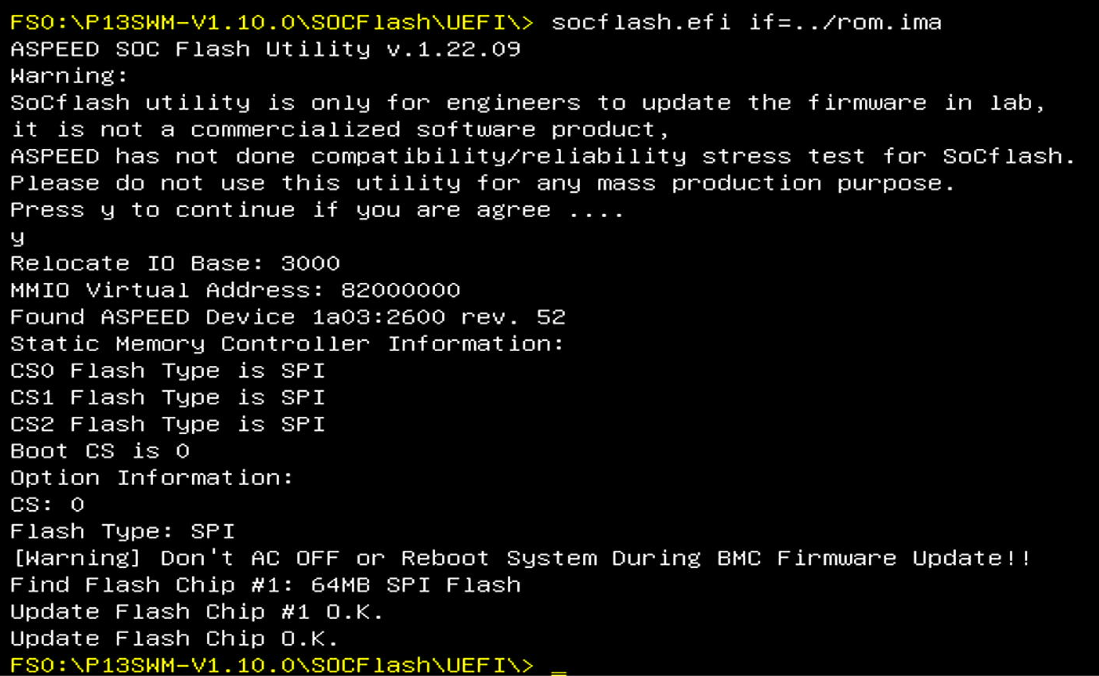 FS0:\P13SWM-V1.10.0\SOCFlash\UEFI\> socflash.efi if=../rom.ima
ASPEED SOC Flash Utility v.1.22.09
Warning:
SoCflash utility is only for engineers to update the firmware in lab,
it is not a commercialized software product,
ASPEED has not done compatibility/reliability stress test for SoCflash.
Please do not use this utility for any mass production purpose.
Press y to continue if you are agree ....
y
Relocate IO Base: 3000
MMIO Virtual Address: 82000000
Found ASPEED Device 1a03:2600 rev. 52
Static Memory Controller Information:
CS0 Flash Type is SPI
CS1 Flash Type is SPI
CS2 Flash Type is SPI
Boot CS is 0
Option Information:
CS: 0
Flash Type: SPI
[Warning] Don't AC OFF or Reboot System During BMC Firmware Update!!
Find Flash Chip #1: 64MB SPI Flash
Update Flash Chip #1 O.K.
Update Flash Chip O.K.
FS0:\P13SWM-V1.10.0\SOCFlash\UEFI\> _